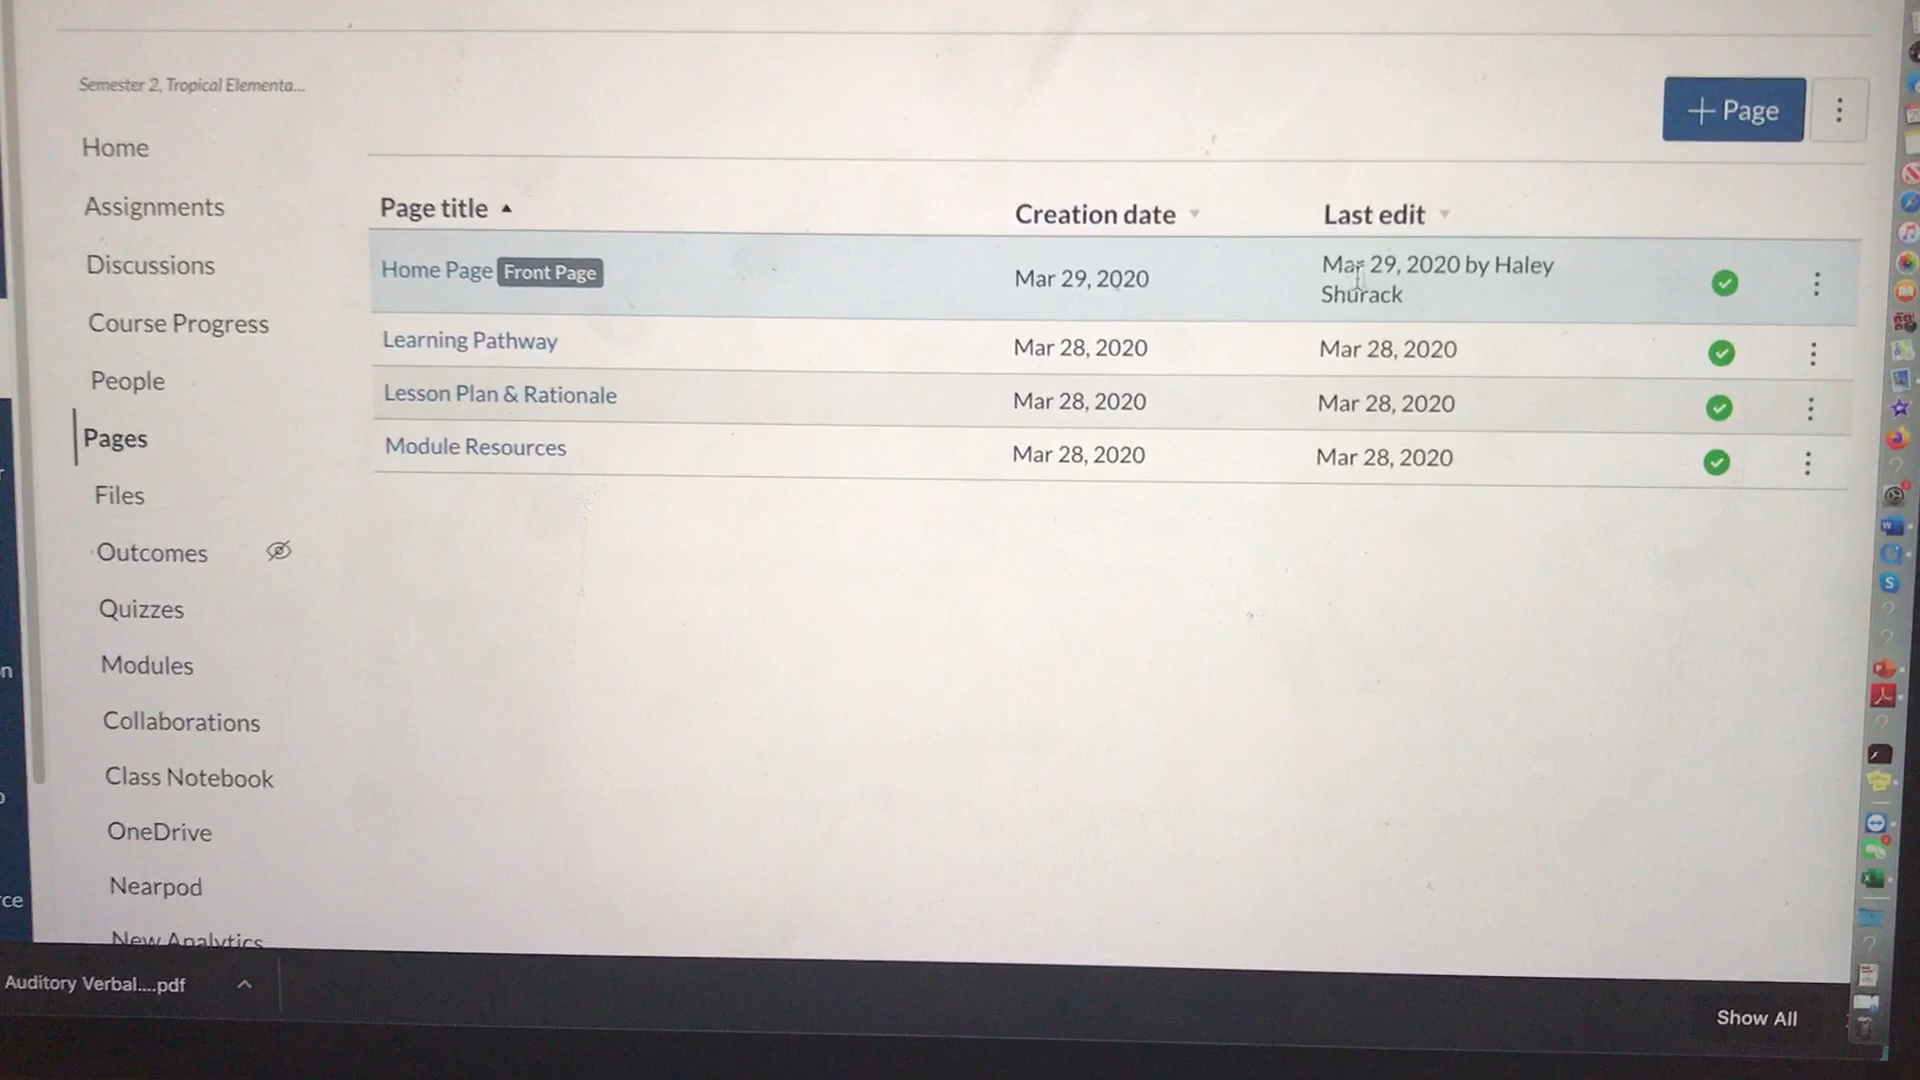 Semester 2, Tropical Elementa...
+ Page
Home
Assignments
Discussions
Course Progress
People
Pages
Files
Outcomes
Quizzes
Modules
Collaborations
Class Notebook
OneDrive
Nearpod
New Analytics
Page title Creation date Last edit
Home Page Front Page Mar 29, 2020 Mar 29, 2020 by Haley
Shurack
Learning Pathway Mar 28, 2020 Mar 28, 2020
Lesson Plan & Rationale Mar 28, 2020 Mar 28, 2020
Module Resources Mar 28, 2020 Mar 28, 2020
Auditory Verbal....pdf
Show All